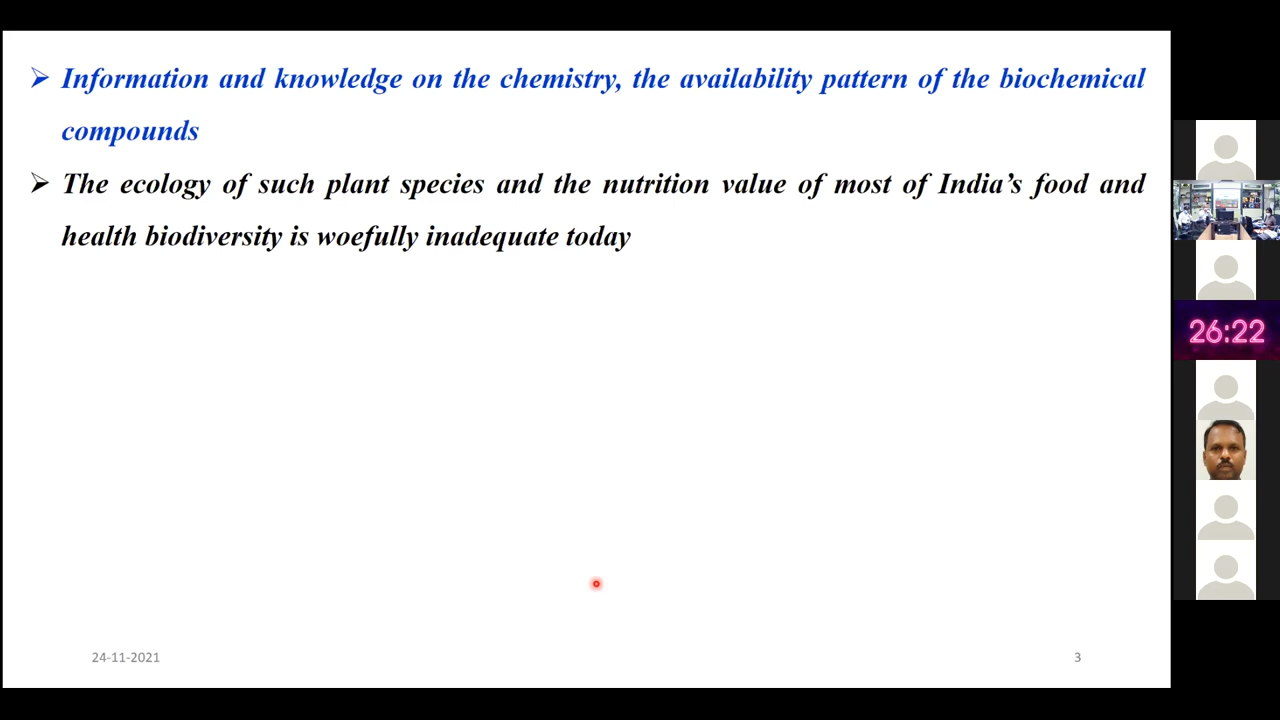 ➢ Information and knowledge on the chemistry, the availability pattern of the biochemical
compounds
➢ The ecology of such plant species and the nutrition value of most of India’s food and
health biodiversity is woefully inadequate today
26:22
24-11-2021
3